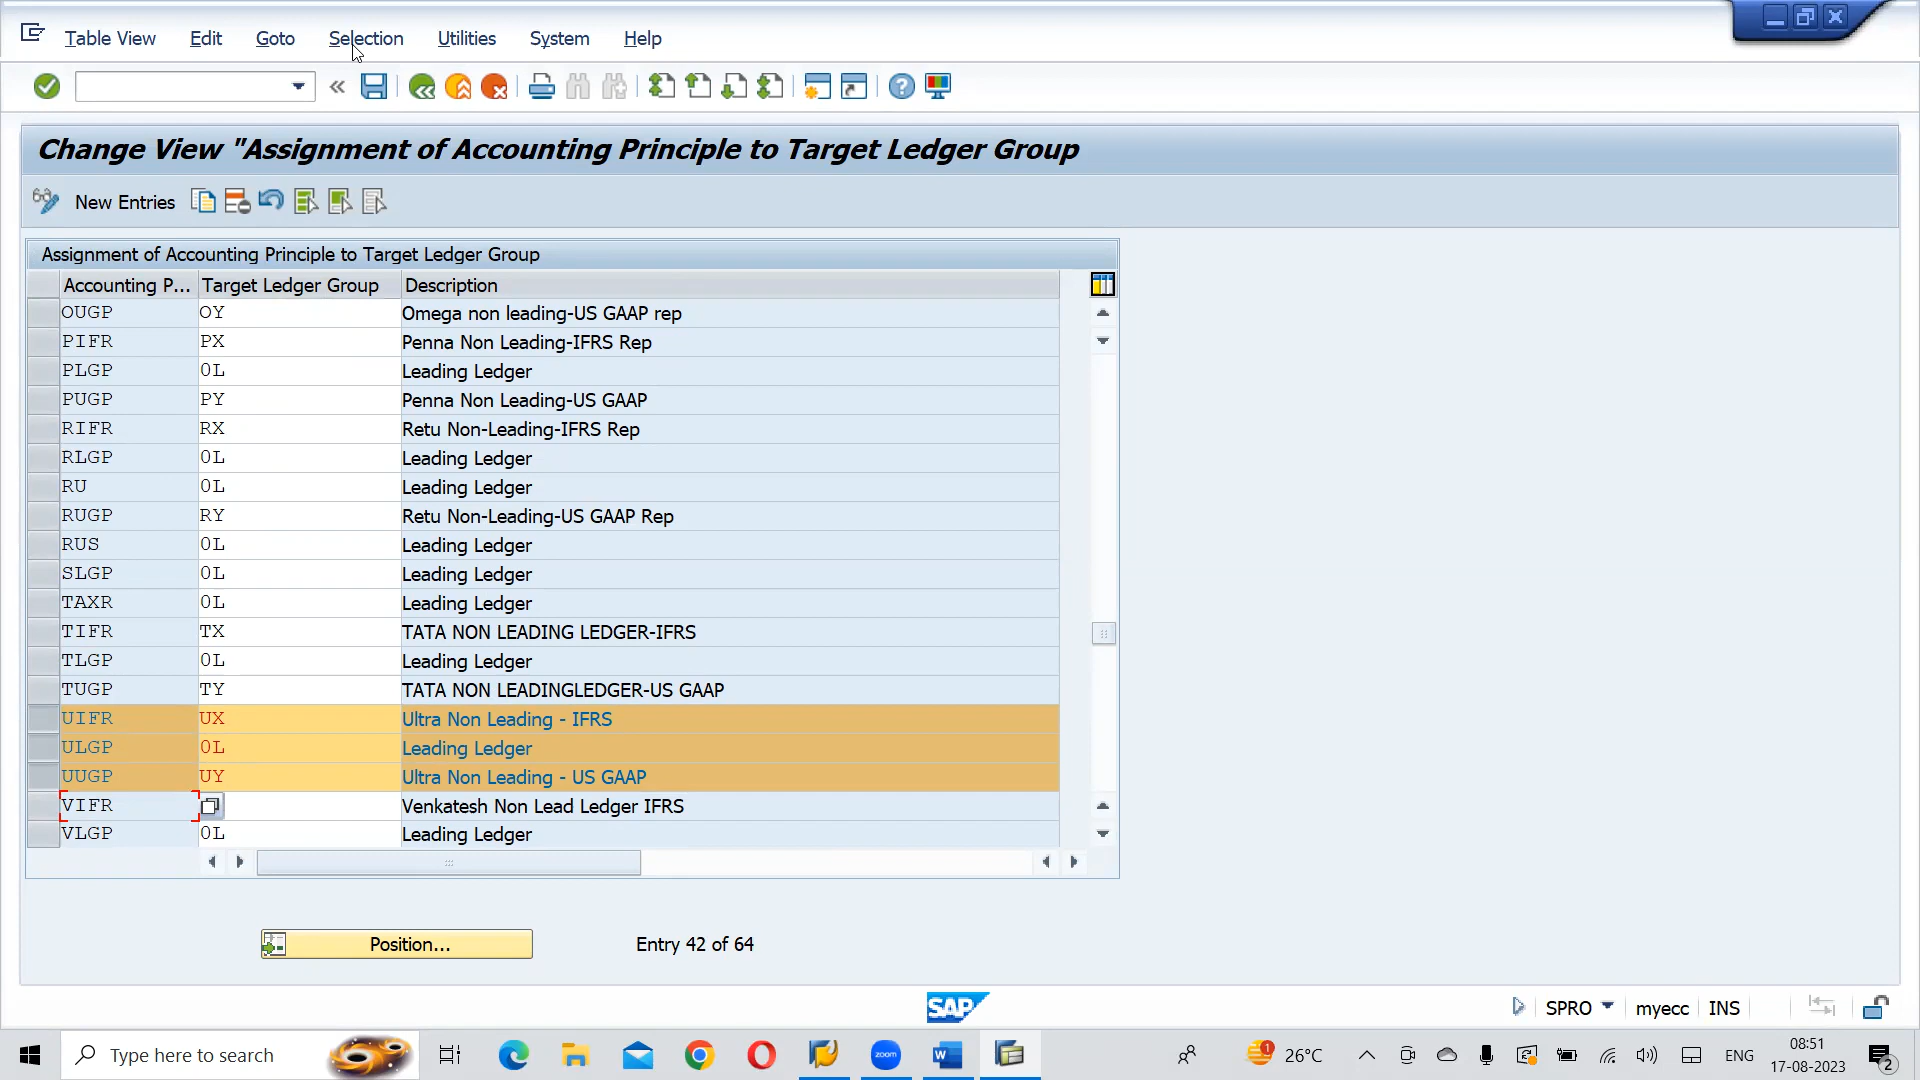 Table View Edit Goto Selection Utilities System Help
Change View "Assignment of Accounting Principle to Target Ledger Group
New Entries
Assignment of Accounting Principle to Target Ledger Group
Accounting P... Target Ledger Group Description
OUGP OY Omega non leading-US GAAP rep
PIFR PX Penna Non Leading-IFRS Rep
PLGP 0L Leading Ledger
PUGP PY Penna Non Leading-US GAAP
RIFR RX Retu Non-Leading-IFRS Rep
RLGP 0L Leading Ledger
RU 0L Leading Ledger
RUGP RY Retu Non-Leading-US GAAP Rep
RUS 0L Leading Ledger
SLGP 0L Leading Ledger
TAXR 0L Leading Ledger
TIFR TX TATA NON LEADING LEDGER-IFRS
TLGP 0L Leading Ledger
TUGP TY TATA NON LEADINGLEDGER-US GAAP
UIFR UX Ultra Non Leading - IFRS
ULGP 0L Leading Ledger
UUGP UY Ultra Non Leading - US GAAP
VIFR Venkatesh Non Lead Ledger IFRS
VLGP 0L Leading Ledger
Position... Entry 42 of 64
SAP
SPRO myecc INS
Type here to search
zoom
1 26°C
ENG
08:51
17-08-2023
2